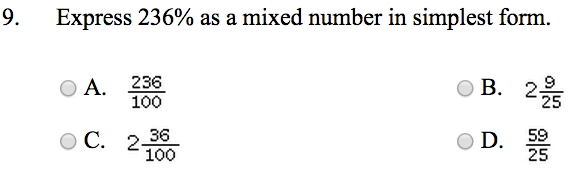 9. Express 236% as a mixed number in simplest form.
A. 236/100 B. 2 9/25
C. 2 36/100 D. 59/25